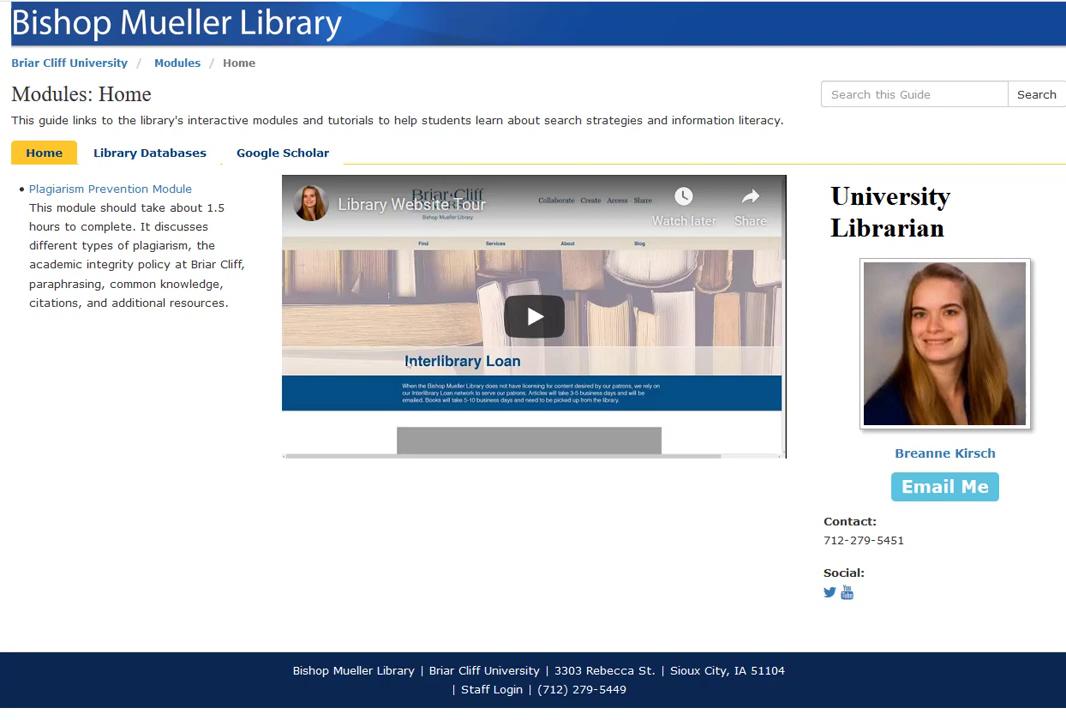 Bishop Mueller Library
Briar Cliff University / Modules / Home
Modules: Home
Search this Guide Search
This guide links to the library's interactive modules and tutorials to help students learn about search strategies and information literacy.
Home Library Databases Google Scholar
• Plagiarism Prevention Module
This module should take about 1.5
hours to complete. It discusses
different types of plagiarism, the
academic integrity policy at Briar Cliff,
paraphrasing, common knowledge,
citations, and additional resources.
Library Website Tour
Briar Cliff
Bishop Mueller Library
Collaborate Create Access Share
Watch later Share
Find Services About Blog
Interlibrary Loan
When the Bishop Mueller Library does not have licensing for content desired by our patrons, we rely on
our Interlibrary Loan network to serve our patrons. Articles will take 3-5 business days and will be
emailed. Books will take 5-10 business days and need to be picked up from the library.
University
Librarian
Breanne Kirsch
Email Me
Contact:
712-279-5451
Social:
You
Tube
Bishop Mueller Library | Briar Cliff University | 3303 Rebecca St. | Sioux City, IA 51104
| Staff Login | (712) 279-5449